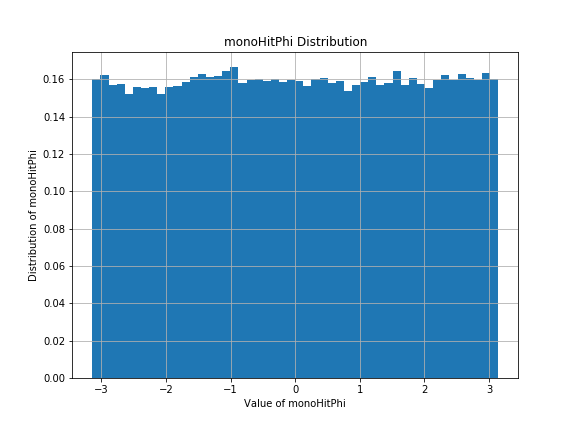 monoHitPhi Distribution
Distribution of monoHitPhi
0.16
0.14
0.12
0.10
0.08
0.06
0.04
0.02
0.00
−3 −2 −1 0 1 2 3
Value of monoHitPhi